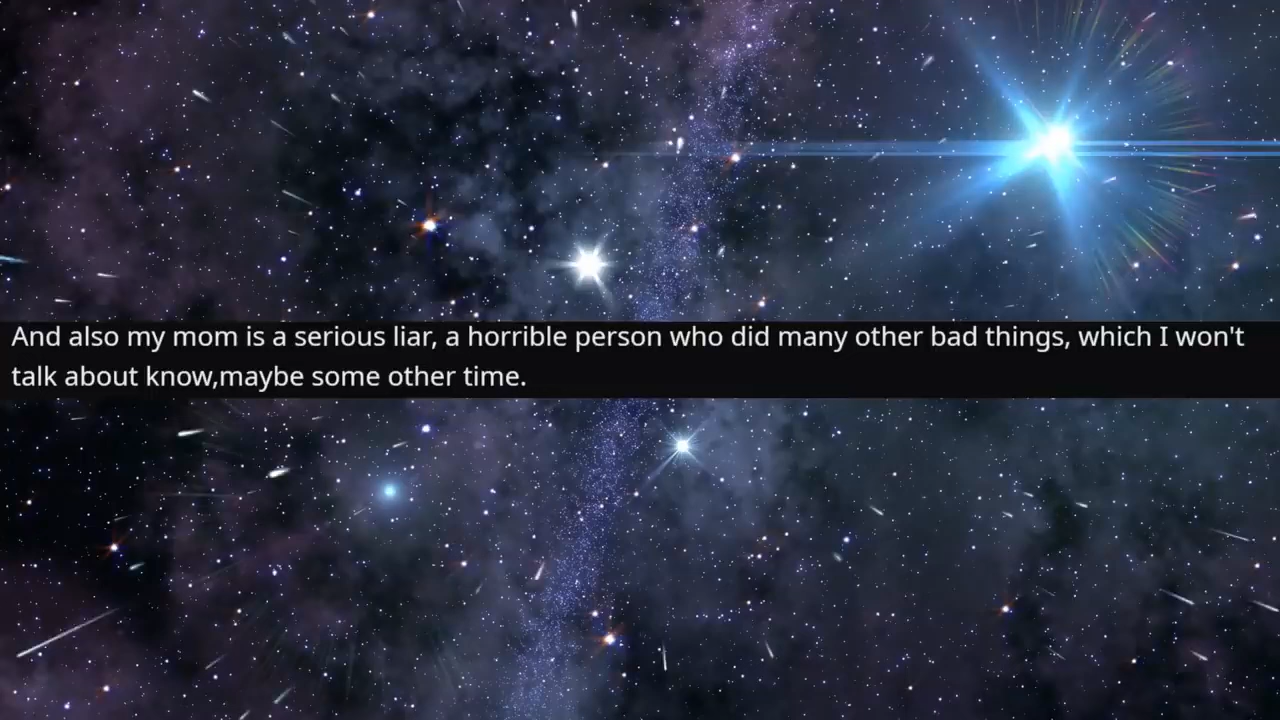 And also my mom is a serious liar, a horrible person who did many other bad things, which I won't
talk about know,maybe some other time.